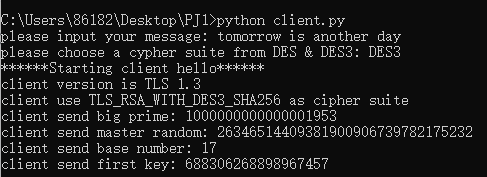 C:\Users\86182\Desktop\PJ1>python client.py
please input your message: tomorrow is another day
please choose a cypher suite from DES & DES3: DES3
******Starting client hello******
client version is TLS 1.3
client use TLS_RSA_WITH_DES3_SHA256 as cipher suite
client send big prime: 1000000000000001953
client send master random: 26346514409381900906739782175232
client send base number: 17
client send first key: 688306268898967457